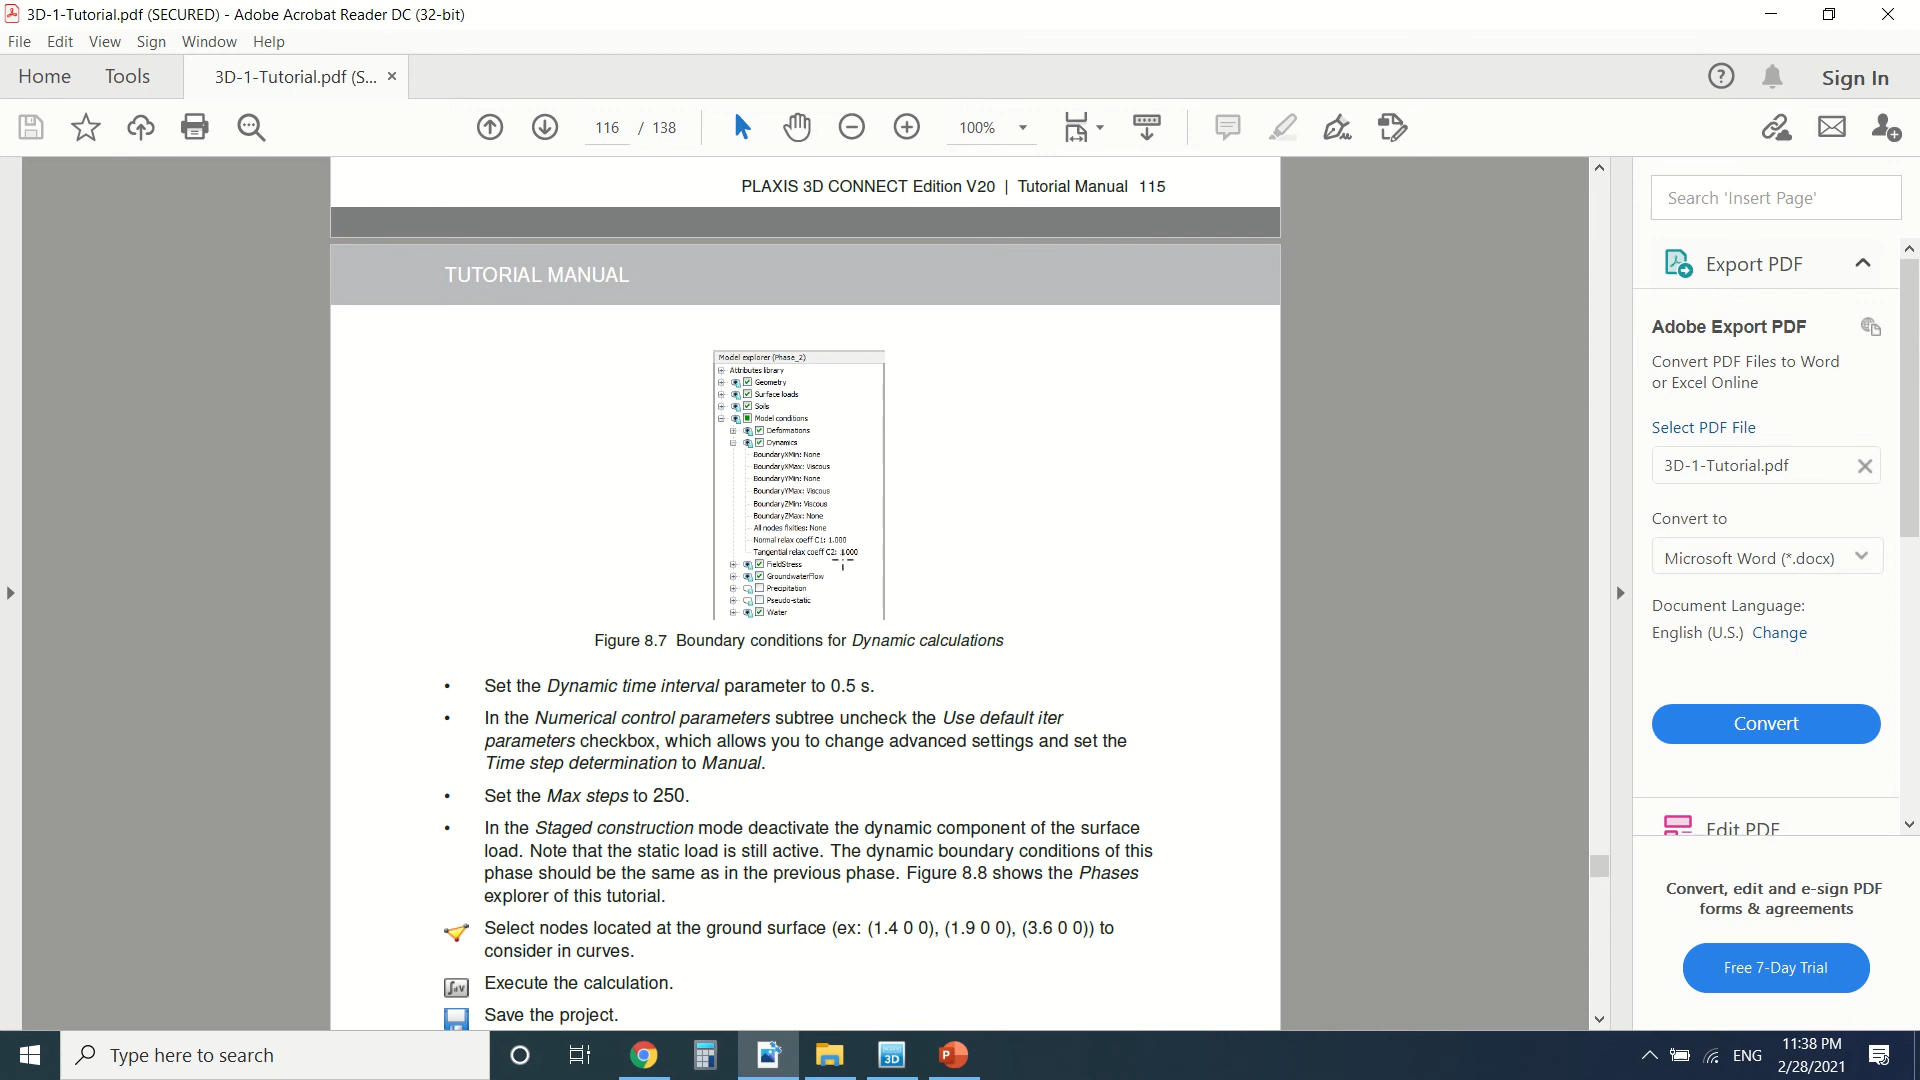 3D-1-Tutorial.pdf (SECURED) - Adobe Acrobat Reader DC (32-bit)
File Edit View Sign Window Help
Home Tools 3D-1-Tutorial.pdf (S... × Sign In
116 / 138 100%
PLAXIS 3D CONNECT Edition V20 | Tutorial Manual 115
TUTORIAL MANUAL
Model explorer (Phase_2)
Attributes library
Geometry
Surface loads
Soils
Model conditions
Deformations
Dynamics
BoundaryXMin: None
BoundaryXMax: Viscous
BoundaryYMin: None
BoundaryYMax: Viscous
BoundaryZMin: Viscous
BoundaryZMax: None
All nodes fixities: None
Normal relax coeff C1: 1.000
Tangential relax coeff C2: 1.000
FieldStress
GroundwaterFlow
Precipitation
Pseudo-static
Water
Figure 8.7 Boundary conditions for Dynamic calculations
• Set the Dynamic time interval parameter to 0.5 s.
• In the Numerical control parameters subtree uncheck the Use default iter
parameters checkbox, which allows you to change advanced settings and set the
Time step determination to Manual.
• Set the Max steps to 250.
• In the Staged construction mode deactivate the dynamic component of the surface
load. Note that the static load is still active. The dynamic boundary conditions of this
phase should be the same as in the previous phase. Figure 8.8 shows the Phases
explorer of this tutorial.
Select nodes located at the ground surface (ex: (1.4 0 0), (1.9 0 0), (3.6 0 0)) to
consider in curves.
Execute the calculation.
Save the project.
Search 'Insert Page'
Export PDF
Adobe Export PDF
Convert PDF Files to Word
or Excel Online
Select PDF File
3D-1-Tutorial.pdf
Convert to
Microsoft Word (*.docx)
Document Language:
English (U.S.) Change
Convert
Edit PDF
Convert, edit and e-sign PDF
forms & agreements
Free 7-Day Trial
Type here to search
3D
P
ENG
11:38 PM
2/28/2021